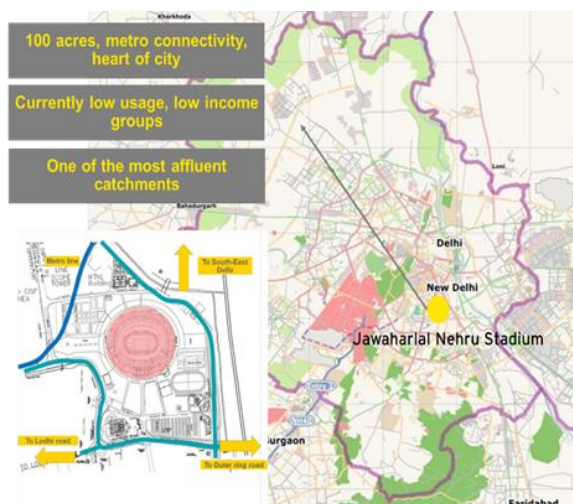 Kharkhoda
100 acres, metro connectivity,
heart of city
Currently low usage, low income
groups
One of the most affluent
catchments
Loni
Bahadurgarh
Metro line
To South-East
Delhi
Delhi
New Delhi
Jawaharlal Nehru Stadium
To Lodhi road
To Outer ring road
Gurgaon
Faridabad